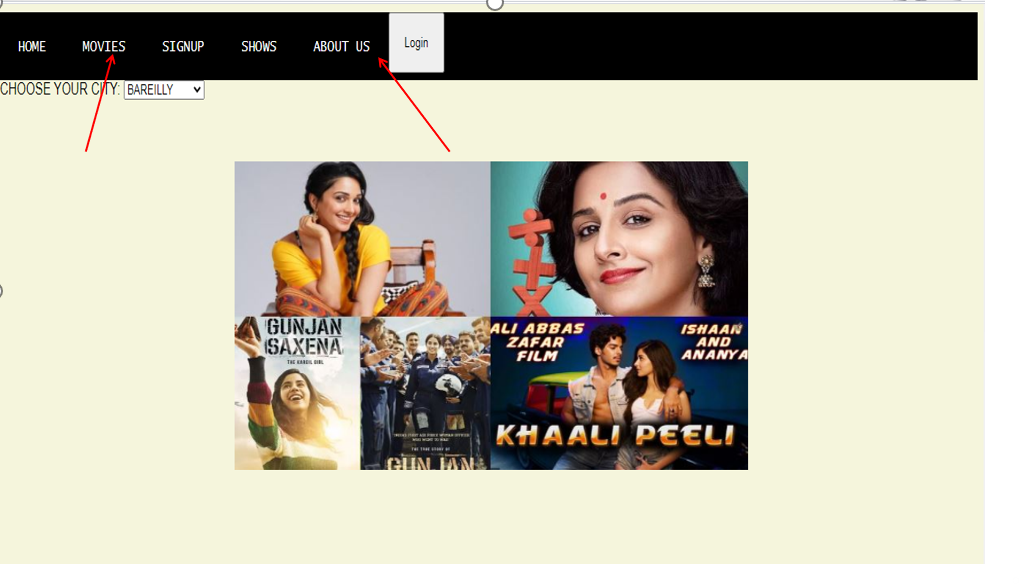 HOME MOVIES SIGNUP SHOWS ABOUT US Login
CHOOSE YOUR CITY: BAREILLY
GUNJAN
SAXENA
THE KARGIL GIRL
THE TRUE STORY OF
GUNJAN
ALI ABBAS
ZAFAR
FILM
ISHAAN
AND
ANANYA
KHAALI PEELI